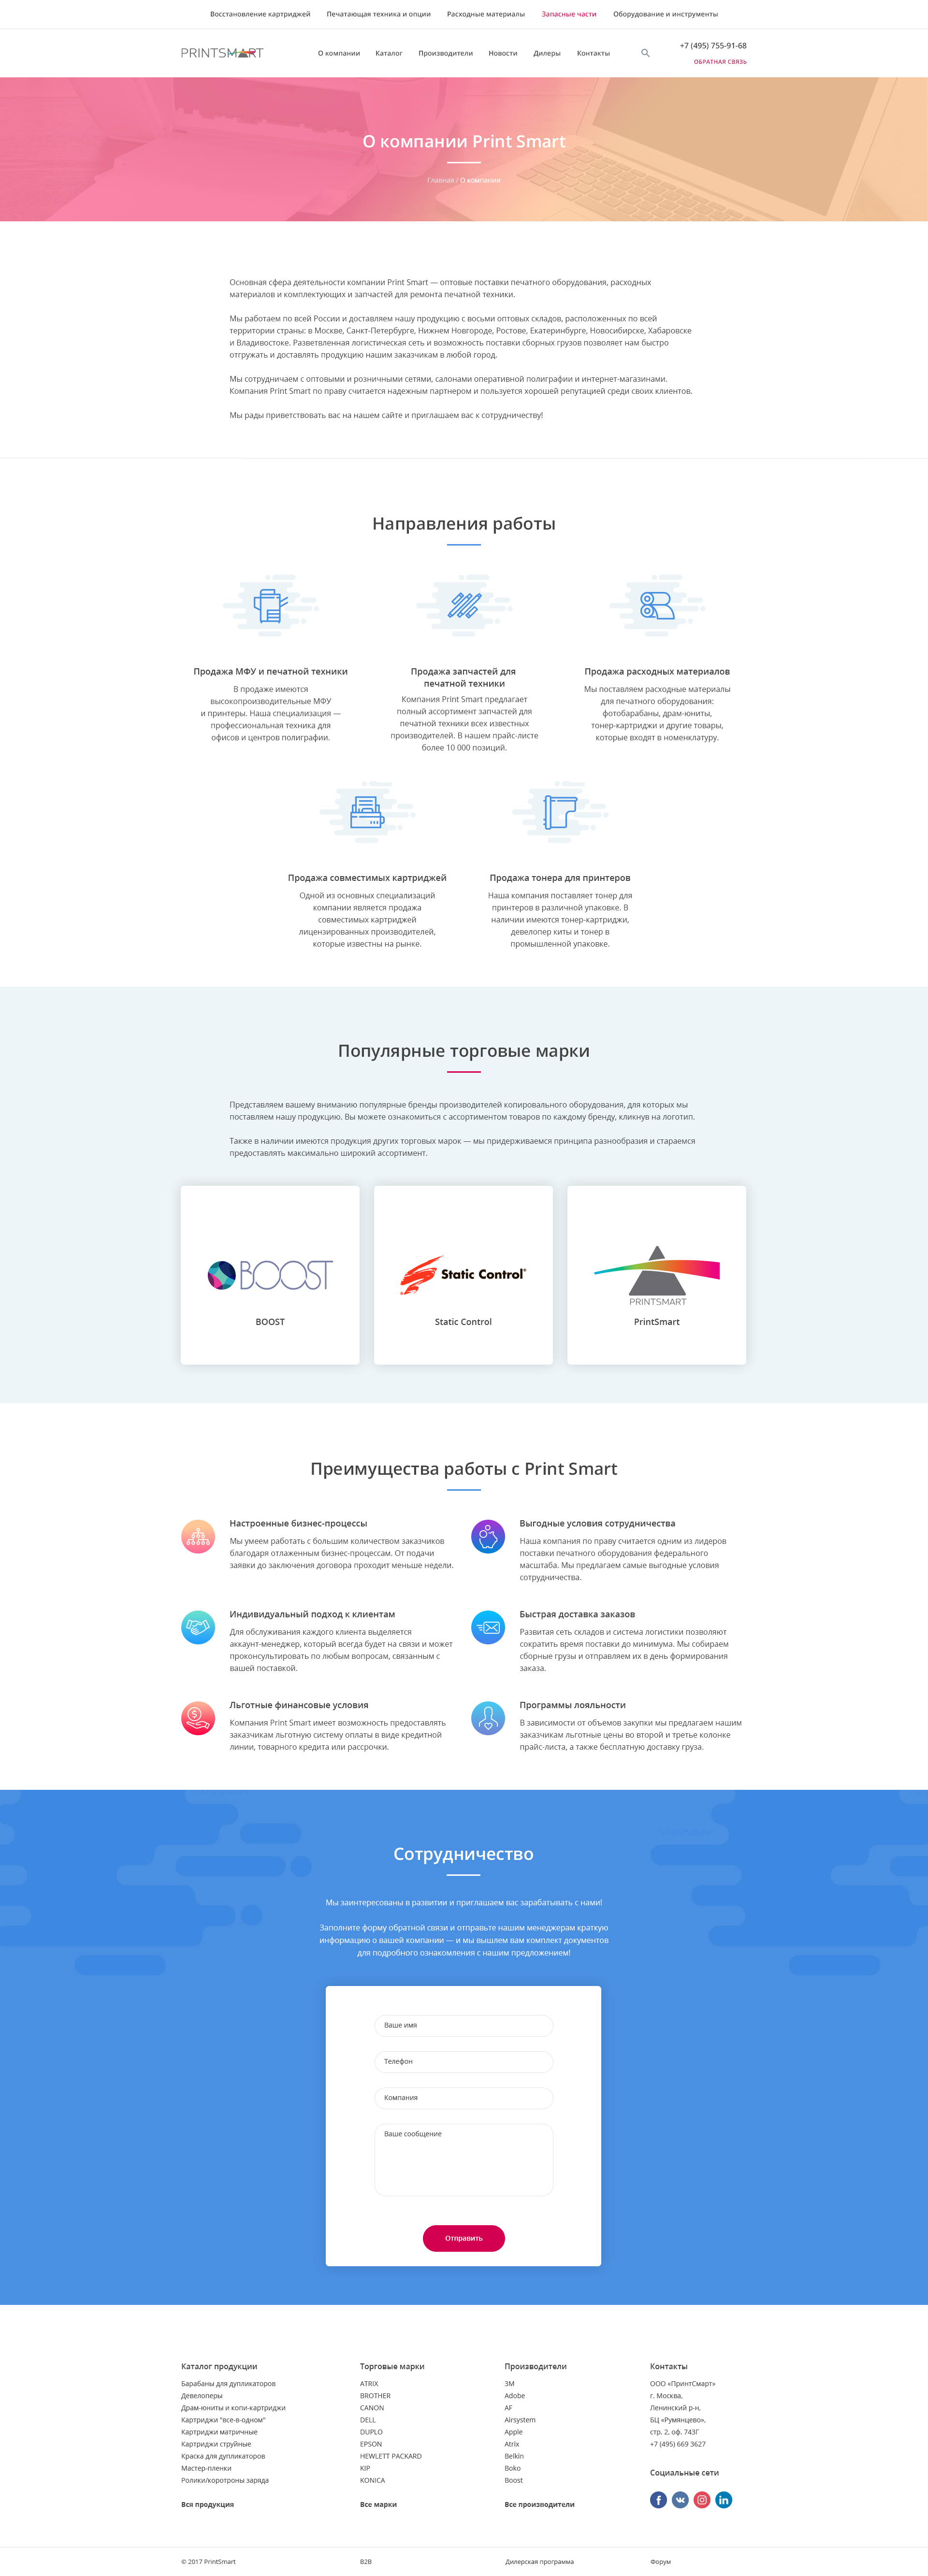 Восстановление картриджей Печатающая техника и опции Расходные материалы Запасные части Оборудование и инструменты
PRINTSMART О компании Каталог Производители Новости Дилеры Контакты +7 (495) 755-91-68
ОБРАТНАЯ СВЯЗЬ
О компании Print Smart
Главная / О компании
Основная сфера деятельности компании Print Smart — оптовые поставки печатного оборудования, расходных
материалов и комплектующих и запчастей для ремонта печатной техники.
Мы работаем по всей России и доставляем нашу продукцию с восьми оптовых складов, расположенных по всей
территории страны: в Москве, Санкт-Петербурге, Нижнем Новгороде, Ростове, Екатеринбурге, Новосибирске, Хабаровске
и Владивостоке. Разветвленная логистическая сеть и возможность поставки сборных грузов позволяет нам быстро
отгружать и доставлять продукцию нашим заказчикам в любой город.
Мы сотрудничаем с оптовыми и розничными сетями, салонами оперативной полиграфии и интернет-магазинами.
Компания Print Smart по праву считается надежным партнером и пользуется хорошей репутацией среди своих клиентов.
Мы рады приветствовать вас на нашем сайте и приглашаем вас к сотрудничеству!
Направления работы
Продажа МФУ и печатной техники
В продаже имеются
высокопроизводительные МФУ
и принтеры. Наша специализация —
профессиональная техника для
офисов и центров полиграфии.
Продажа запчастей для
печатной техники
Компания Print Smart предлагает
полный ассортимент запчастей для
печатной техники всех известных
производителей. В нашем прайс-листе
более 10 000 позиций.
Продажа расходных материалов
Мы поставляем расходные материалы
для печатного оборудования:
фотобарабаны, драм-юниты,
тонер-картриджи и другие товары,
которые входят в номенклатуру.
Продажа совместимых картриджей
Одной из основных специализаций
компании является продажа
совместимых картриджей
лицензированных производителей,
которые известны на рынке.
Продажа тонера для принтеров
Наша компания поставляет тонер для
принтеров в различной упаковке. В
наличии имеются тонер-картриджи,
девелопер киты и тонер в
промышленной упаковке.
Популярные торговые марки
Представляем вашему вниманию популярные бренды производителей копировального оборудования, для которых мы
поставляем нашу продукцию. Вы можете ознакомиться с ассортиментом товаров по каждому бренду, кликнув на логотип.
Также в наличии имеются продукция других торговых марок — мы придерживаемся принципа разнообразия и стараемся
предоставлять максимально широкий ассортимент.
BOOST
BOOST
Static Control®
Static Control
PRINTSMART
PrintSmart
Преимущества работы с Print Smart
Настроенные бизнес-процессы
Мы умеем работать с большим количеством заказчиков
благодаря отлаженным бизнес-процессам. От подачи
заявки до заключения договора проходит меньше недели.
Выгодные условия сотрудничества
Наша компания по праву считается одним из лидеров
поставки печатного оборудования федерального
масштаба. Мы предлагаем самые выгодные условия
сотрудничества.
Индивидуальный подход к клиентам
Для обслуживания каждого клиента выделяется
аккаунт-менеджер, который всегда будет на связи и может
проконсультировать по любым вопросам, связанным с
вашей поставкой.
Быстрая доставка заказов
Развитая сеть складов и система логистики позволяют
сократить время поставки до минимума. Мы собираем
сборные грузы и отправляем их в день формирования
заказа.
Льготные финансовые условия
Компания Print Smart имеет возможность предоставлять
заказчикам льготную систему оплаты в виде кредитной
линии, товарного кредита или рассрочки.
Программы лояльности
В зависимости от объемов закупки мы предлагаем нашим
заказчикам льготные цены во второй и третье колонке
прайс-листа, а также бесплатную доставку груза.
Сотрудничество
Мы заинтересованы в развитии и приглашаем вас зарабатывать с нами!
Заполните форму обратной связи и отправьте нашим менеджерам краткую
информацию о вашей компании — и мы вышлем вам комплект документов
для подробного ознакомления с нашим предложением!
Ваше имя
Телефон
Компания
Ваше сообщение
Отправить
Каталог продукции
Барабаны для дупликаторов
Девелоперы
Драм-юниты и копи-картриджи
Картриджи "все-в-одном"
Картриджи матричные
Картриджи струйные
Краска для дупликаторов
Мастер-пленки
Ролики/коротроны заряда
Вся продукция
Торговые марки
ATRIX
BROTHER
CANON
DELL
DUPLO
EPSON
HEWLETT PACKARD
KIP
KONICA
Все марки
Производители
3M
Adobe
AF
Airsystem
Apple
Atrix
Belkin
Boko
Boost
Все производители
Контакты
ООО «ПринтСмарт»
г. Москва,
Ленинский р-н,
БЦ «Румянцево»,
стр. 2, оф. 743Г
+7 (495) 669 3627
Социальные сети
© 2017 PrintSmart B2B Дилерская программа Форум